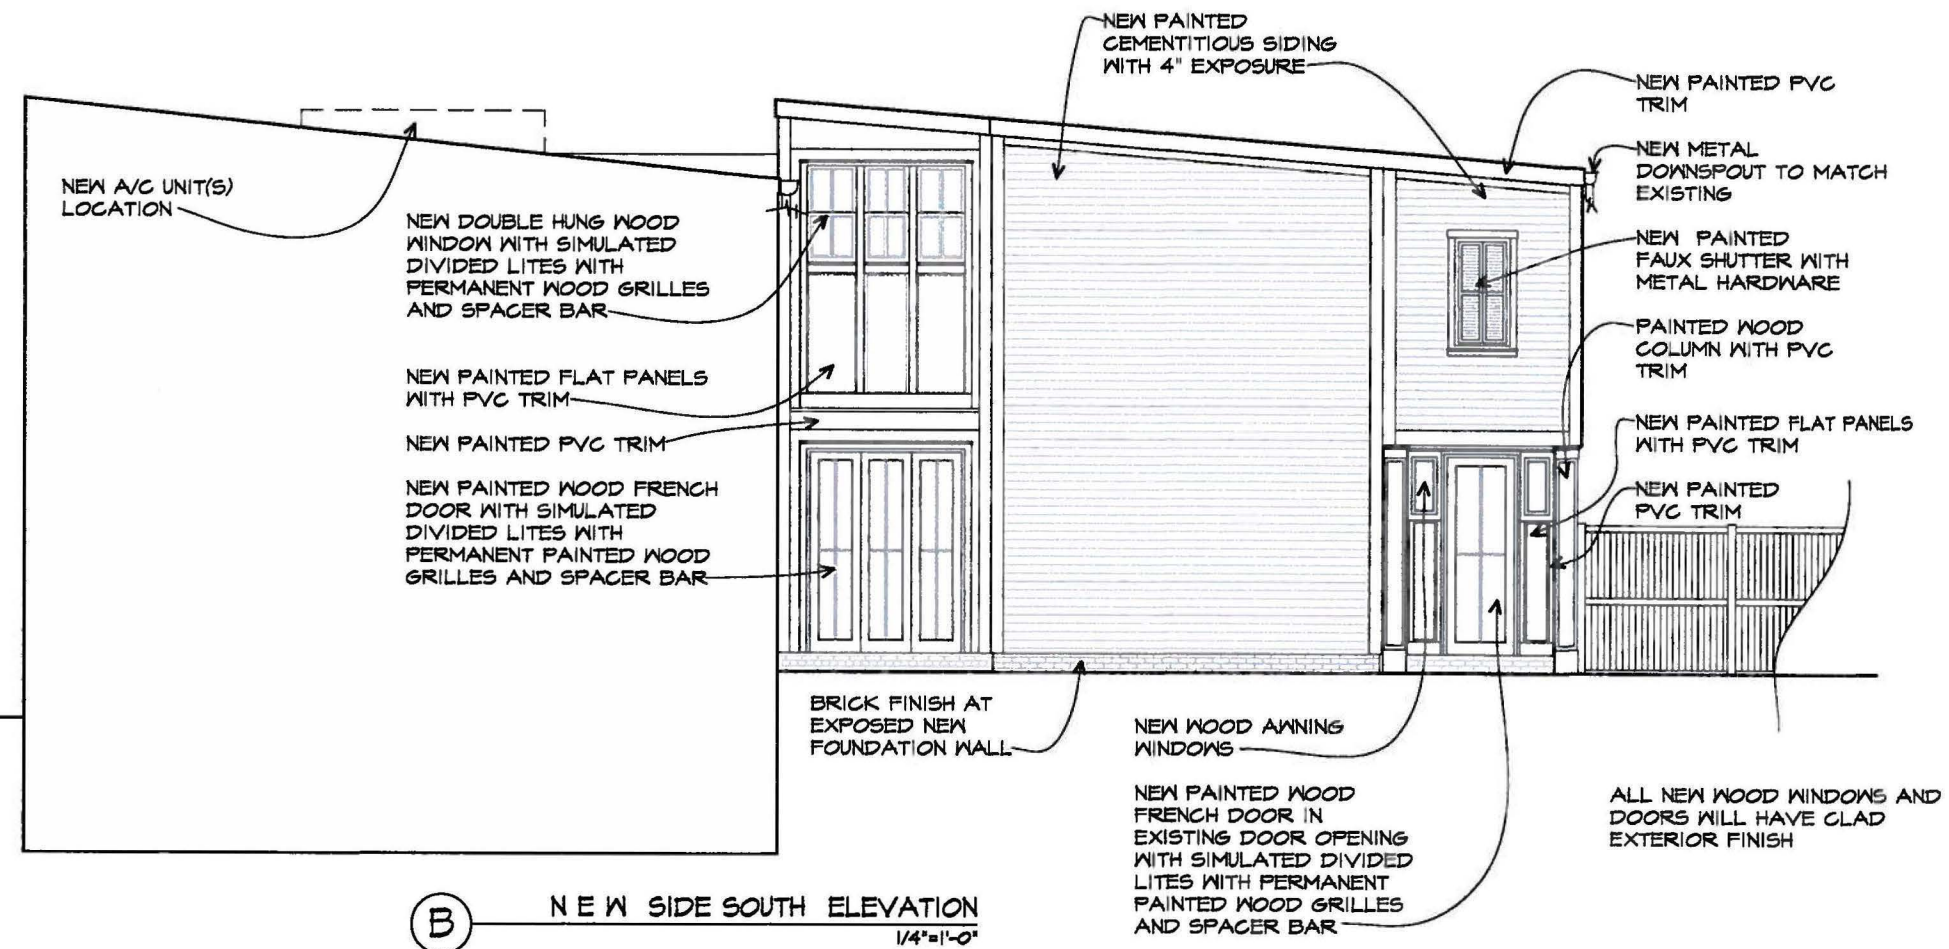 NEW PAINTED
CEMENTITIOUS SIDING
WITH 4" EXPOSURE
NEW PAINTED PVC
TRIM
NEW METAL
DOWNSPOUT TO MATCH
EXISTING
NEW A/C UNIT(S)
LOCATION
NEW DOUBLE HUNG WOOD
WINDOW WITH SIMULATED
DIVIDED LITES WITH
PERMANENT WOOD GRILLES
AND SPACER BAR
NEW PAINTED
FAUX SHUTTER WITH
METAL HARDWARE
PAINTED WOOD
COLUMN WITH PVC
TRIM
NEW PAINTED FLAT PANELS
WITH PVC TRIM
NEW PAINTED FLAT PANELS
WITH PVC TRIM
NEW PAINTED PVC TRIM
NEW PAINTED
PVC TRIM
NEW PAINTED WOOD FRENCH
DOOR WITH SIMULATED
DIVIDED LITES WITH
PERMANENT PAINTED WOOD
GRILLES AND SPACER BAR
BRICK FINISH AT
EXPOSED NEW
FOUNDATION WALL
NEW WOOD AWNING
WINDOWS
NEW PAINTED WOOD
FRENCH DOOR IN
EXISTING DOOR OPENING
WITH SIMULATED DIVIDED
LITES WITH PERMANENT
PAINTED WOOD GRILLES
AND SPACER BAR
ALL NEW WOOD WINDOWS AND
DOORS WILL HAVE CLAD
EXTERIOR FINISH
B NEW SIDE SOUTH ELEVATION
1/4"=1'-0"